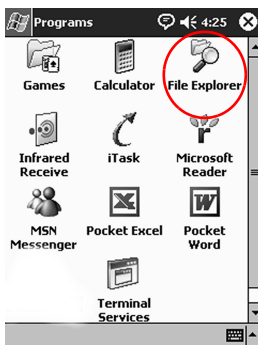 Programs 4:25
Games Calculator File Explorer
Infrared Receive iTask Microsoft Reader
MSN Messenger Pocket Excel Pocket Word
Terminal Services